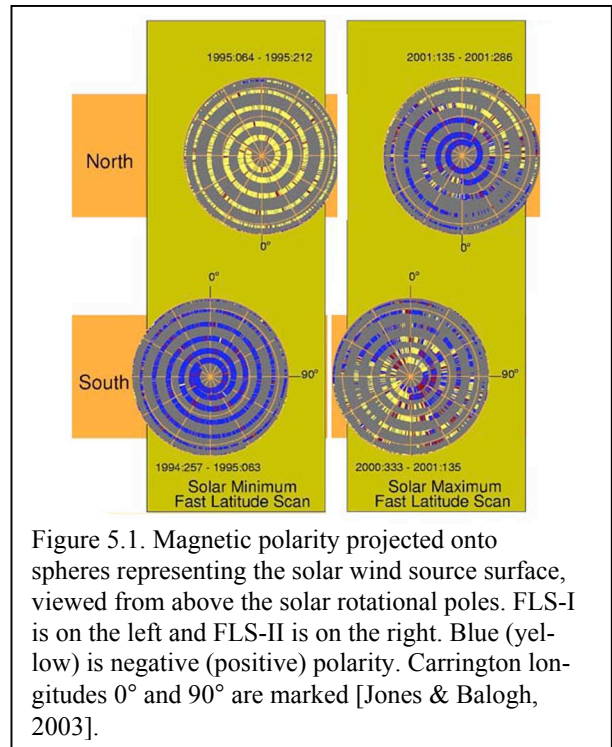 1995:064 - 1995:212
2001:135 - 2001:286
North
0°
0°
0°
0°
South
90°
90°
1994:257 - 1995:063
2000:333 - 2001:135
Solar Minimum
Fast Latitude Scan
Solar Maximum
Fast Latitude Scan
Figure 5.1. Magnetic polarity projected onto
spheres representing the solar wind source surface,
viewed from above the solar rotational poles. FLS-I
is on the left and FLS-II is on the right. Blue (yel-
low) is negative (positive) polarity. Carrington lon-
gitudes 0° and 90° are marked [Jones & Balogh,
2003].